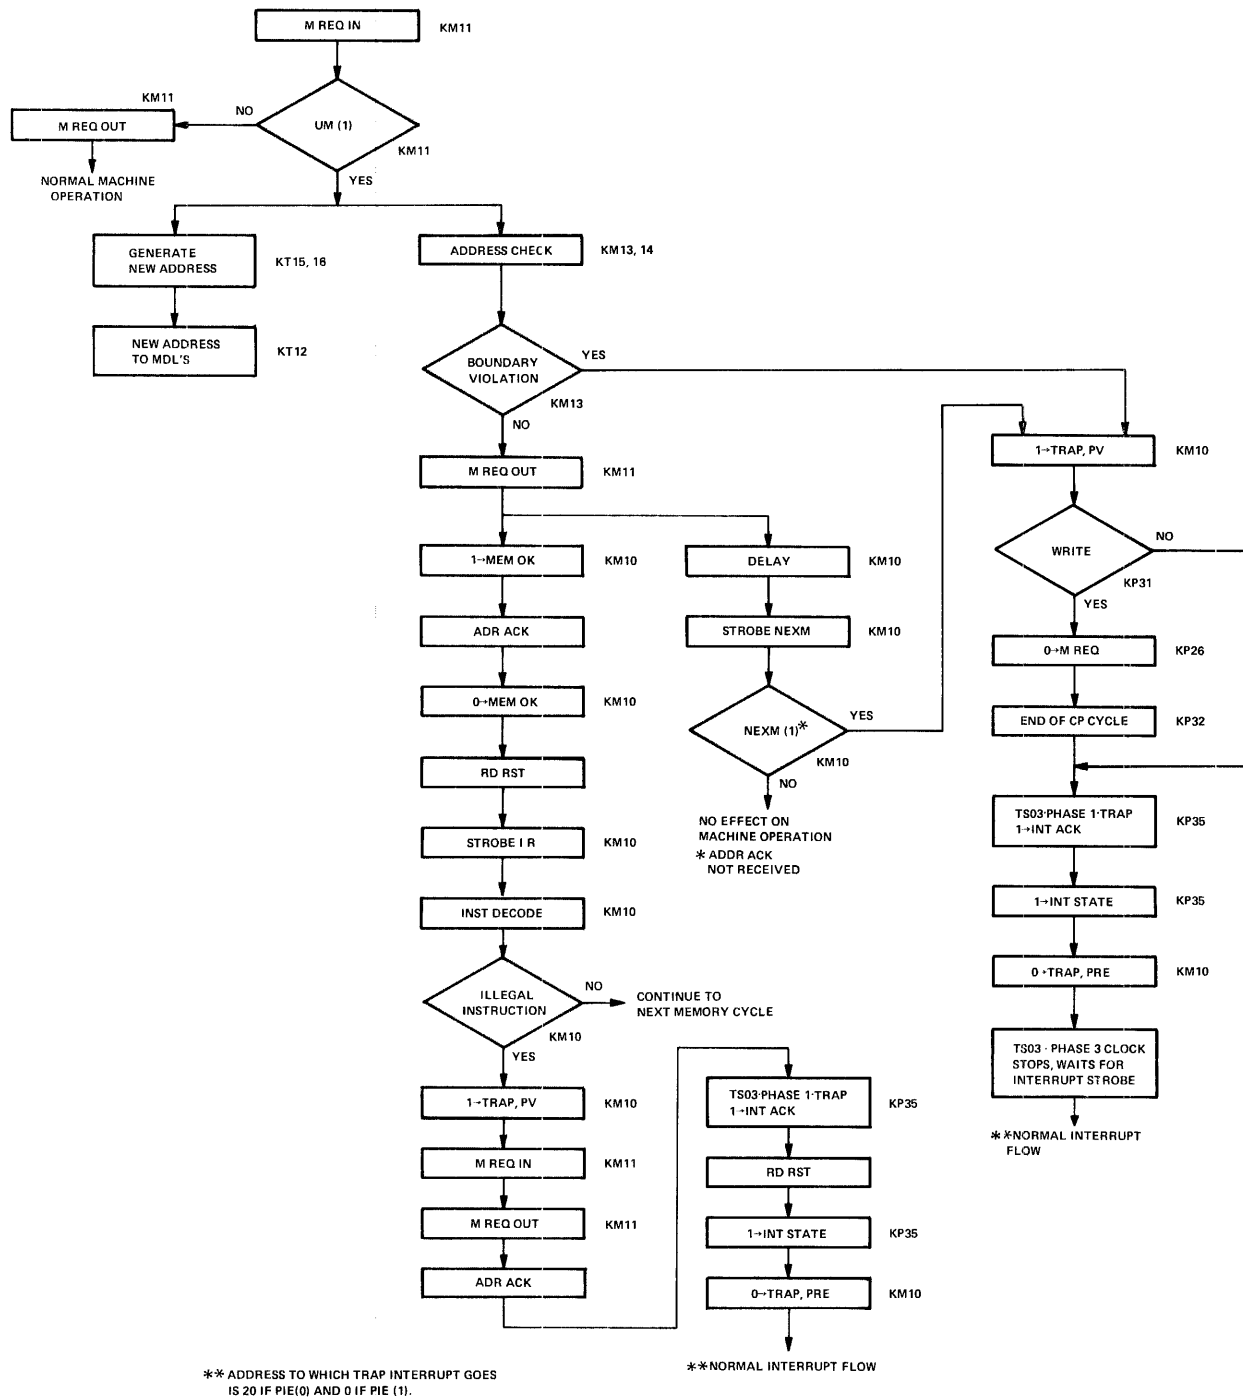 M REQ IN
KM11
KM11
M REQ OUT
NO
UM (1)
KM11
NORMAL MACHINE
OPERATION
YES
GENERATE
NEW ADDRESS
KT15, 16
ADDRESS CHECK
KM13, 14
NEW ADDRESS
TO MDL'S
KT12
BOUNDARY
VIOLATION
YES
KM13
NO
M REQ OUT
KM11
1→TRAP, PV
KM10
1→MEM OK
KM10
DELAY
KM10
WRITE
NO
KP31
YES
ADR ACK
STROBE NEXM
KM10
0→M REQ
KP26
0→MEM OK
KM10
NEXM (1)*
YES
KM10
NO
END OF CP CYCLE
KP32
RD RST
NO EFFECT ON
MACHINE OPERATION
* ADDR ACK
NOT RECEIVED
TS03·PHASE 1·TRAP
1→INT ACK
KP35
STROBE I R
KM10
INST DECODE
KM10
1→INT STATE
KP35
ILLEGAL
INSTRUCTION
NO
CONTINUE TO
NEXT MEMORY CYCLE
KM10
YES
0→TRAP, PRE
KM10
TS03 · PHASE 3 CLOCK
STOPS, WAITS FOR
INTERRUPT STROBE
1→TRAP, PV
KM10
TS03·PHASE 1·TRAP
1→INT ACK
KP35
**NORMAL INTERRUPT
FLOW
M REQ IN
KM11
RD RST
M REQ OUT
KM11
1→INT STATE
KP35
ADR ACK
0→TRAP, PRE
KM10
**NORMAL INTERRUPT FLOW
** ADDRESS TO WHICH TRAP INTERRUPT GOES
IS 20 IF PIE(0) AND 0 IF PIE (1).